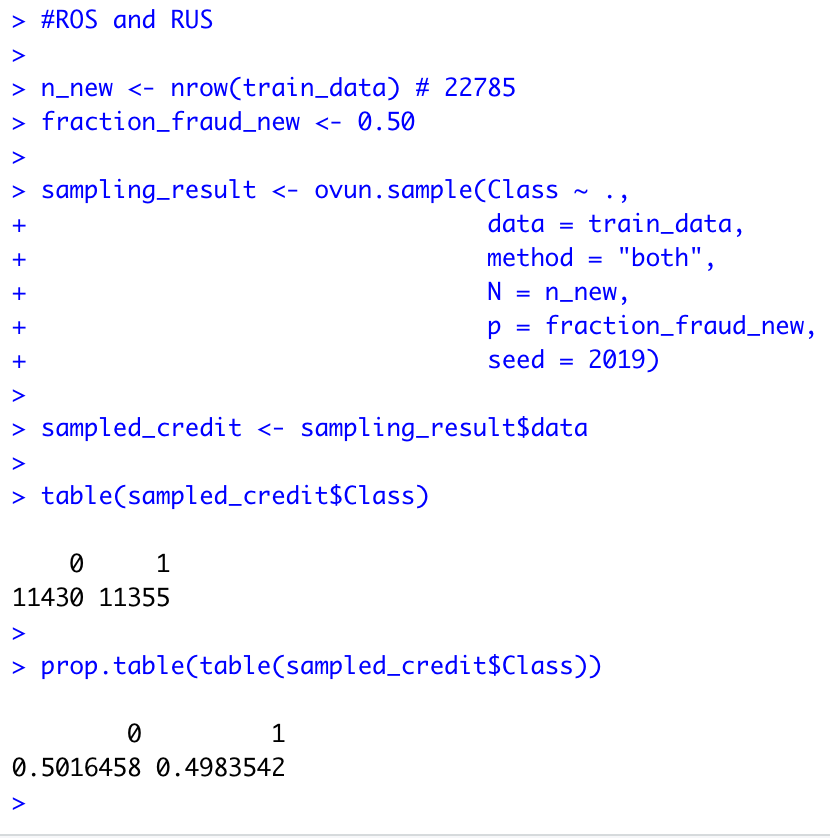 > #ROS and RUS
>
> n_new <- nrow(train_data) # 22785
> fraction_fraud_new <- 0.50
>
> sampling_result <- ovun.sample(Class ~ .,
+                                data = train_data,
+                                method = "both",
+                                N = n_new,
+                                p = fraction_fraud_new,
+                                seed = 2019)
>
> sampled_credit <- sampling_result$data
>
> table(sampled_credit$Class)

    0     1
11430 11355
>
> prop.table(table(sampled_credit$Class))

        0         1
0.5016458 0.4983542
>